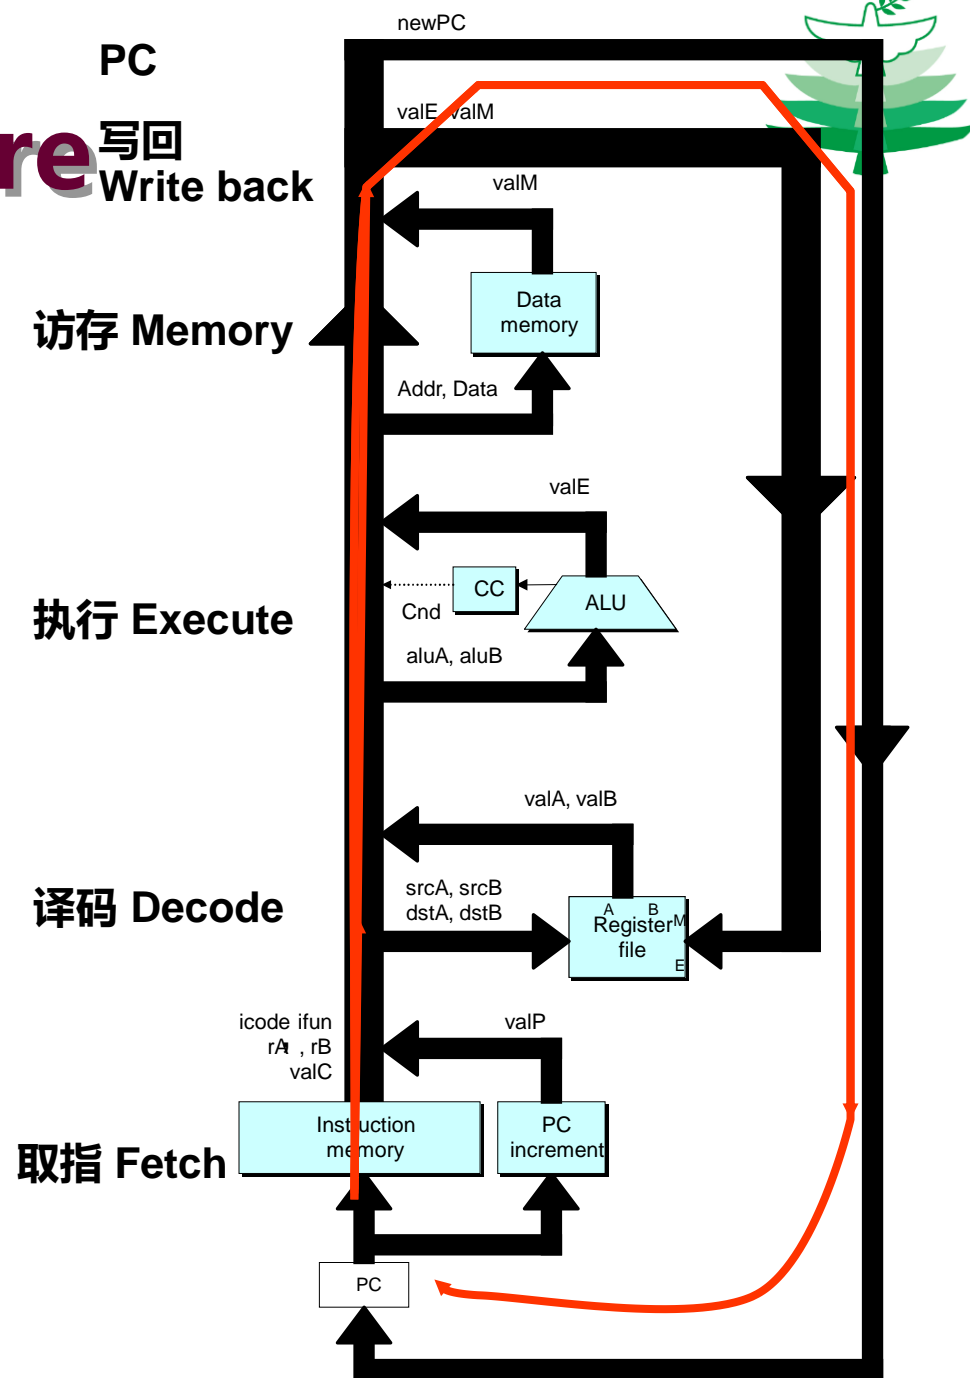 newPC
PC
valE, valM
re
写回
Write back
valM
Data
memory
访存 Memory
Addr, Data
valE
CC
ALU
Cnd
执行 Execute
aluA, aluB
valA, valB
srcA, srcB
dstA, dstB
译码 Decode
A B
Register M
file
E
icode ifun
rA , rB
valC
valP
Instruction
memory
PC
increment
取指 Fetch
PC